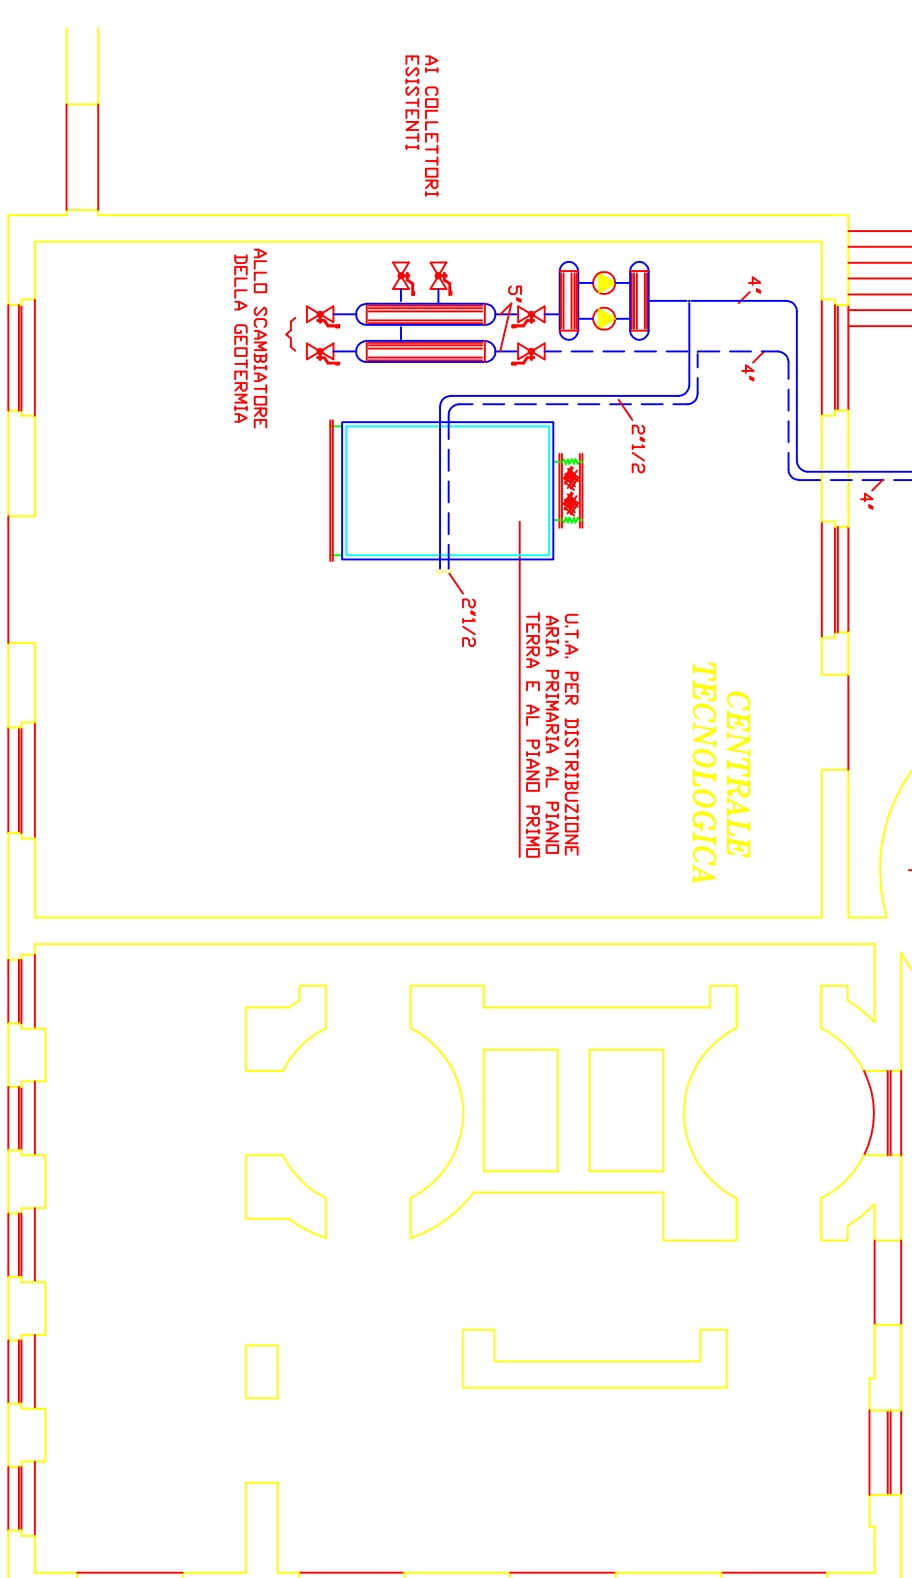 AI COLLETTORI
ESISTENTI
ALLO SCAMBIATORE
DELLA GEOTERMIA
5"
4"
4"
4"
2"1/2
2"1/2
U.T.A. PER DISTRIBUZIONE
ARIA PRIMARIA AL PIANO
TERRA E AL PIANO PRIMO
CENTRALE
TECNOLOGICA